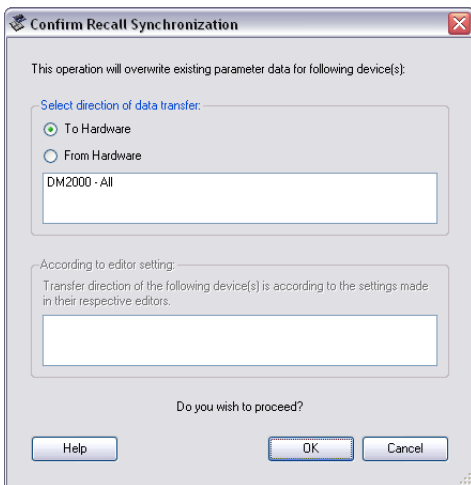 Confirm Recall Synchronization
This operation will overwrite existing parameter data for following device(s):
Select direction of data transfer:
To Hardware
From Hardware
DM2000 - All
According to editor setting:
Transfer direction of the following device(s) is according to the settings made
in their respective editors.
Do you wish to proceed?
Help
OK
Cancel